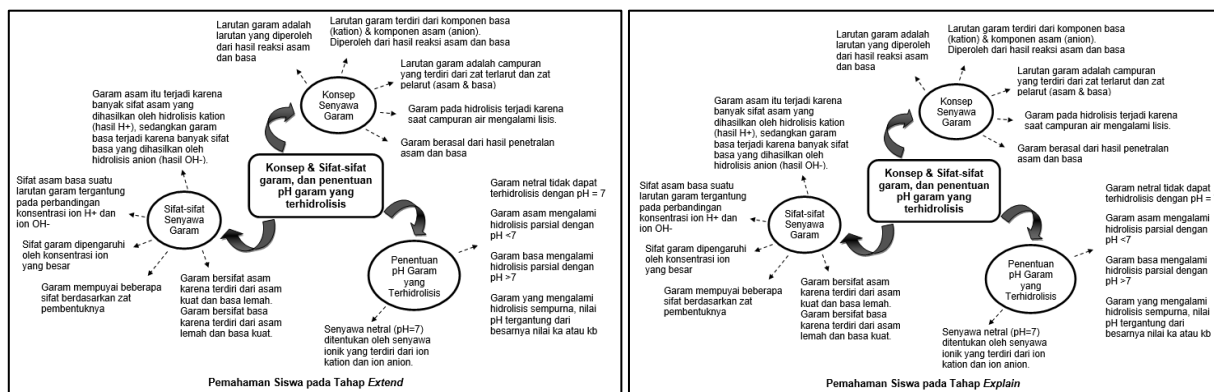 Larutan garam adalah
larutan yang diperoleh
dari hasil reaksi asam
dan basa
Larutan garam terdiri dari komponen basa
(kation) & komponen asam (anion).
Diperoleh dari hasil reaksi asam dan basa
Larutan garam adalah campuran
yang terdiri dari zat terlarut dan zat
pelarut (asam & basa)
Konsep
Senyawa
Garam
Garam pada hidrolisis terjadi karena
saat campuran air mengalami lisis.
Garam berasal dari hasil penetralan
asam dan basa
Garam asam itu terjadi karena
banyak sifat asam yang
dihasilkan oleh hidrolisis kation
(hasil H+), sedangkan garam
basa terjadi karena banyak sifat
basa yang dihasilkan oleh
hidrolisis anion (hasil OH-).
Konsep & Sifat-sifat
garam, dan penentuan
pH garam yang
terhidrolisis
Sifat asam basa suatu
larutan garam tergantung
pada perbandingan
konsentrasi ion H+ dan
ion OH-
Sifat-sifat
Senyawa
Garam
Sifat garam dipengaruhi
oleh konsentrasi ion
yang besar
Garam mempuyai beberapa
sifat berdasarkan zat
pembentuknya
Garam bersifat asam
karena terdiri dari asam
kuat dan basa lemah.
Garam bersifat basa
karena terdiri dari asam
lemah dan basa kuat.
Penentuan
pH Garam
yang
Terhidrolisis
Garam netral tidak dapat
terhidrolisis dengan pH = 7
Garam asam mengalami
hidrolisis parsial dengan
pH <7
Garam basa mengalami
hidrolisis parsial dengan
pH >7
Garam yang mengalami
hidrolisis sempurna, nilai
pH tergantung dari
besarnya nilai ka atau kb
Senyawa netral (pH=7)
ditentukan oleh senyawa
ionik yang terdiri dari ion
kation dan ion anion.
Pemahaman Siswa pada Tahap Extend
Larutan garam adalah
larutan yang diperoleh
dari hasil reaksi asam
dan basa
Larutan garam terdiri dari komponen basa
(kation) & komponen asam (anion).
Diperoleh dari hasil reaksi asam dan basa
Larutan garam adalah campuran
yang terdiri dari zat terlarut dan zat
pelarut (asam & basa)
Konsep
Senyawa
Garam
Garam pada hidrolisis terjadi karena
saat campuran air mengalami lisis.
Garam berasal dari hasil penetralan
asam dan basa
Garam asam itu terjadi karena
banyak sifat asam yang
dihasilkan oleh hidrolisis kation
(hasil H+), sedangkan garam
basa terjadi karena banyak sifat
basa yang dihasilkan oleh
hidrolisis anion (hasil OH-).
Konsep & Sifat-sifat
garam, dan penentuan
pH garam yang
terhidrolisis
Sifat asam basa suatu
larutan garam tergantung
pada perbandingan
konsentrasi ion H+ dan
ion OH-
Sifat-sifat
Senyawa
Garam
Sifat garam dipengaruhi
oleh konsentrasi ion
yang besar
Garam mempuyai beberapa
sifat berdasarkan zat
pembentuknya
Garam bersifat asam
karena terdiri dari asam
kuat dan basa lemah.
Garam bersifat basa
karena terdiri dari asam
lemah dan basa kuat.
Penentuan
pH Garam
yang
Terhidrolisis
Garam netral tidak dapat
terhidrolisis dengan pH =
Garam asam mengalami
hidrolisis parsial dengan
pH <7
Garam basa mengalami
hidrolisis parsial dengan
pH >7
Garam yang mengalami
hidrolisis sempurna, nilai
pH tergantung dari
besarnya nilai ka atau kb
Senyawa netral (pH=7)
ditentukan oleh senyawa
ionik yang terdiri dari ion
kation dan ion anion.
Pemahaman Siswa pada Tahap Explain